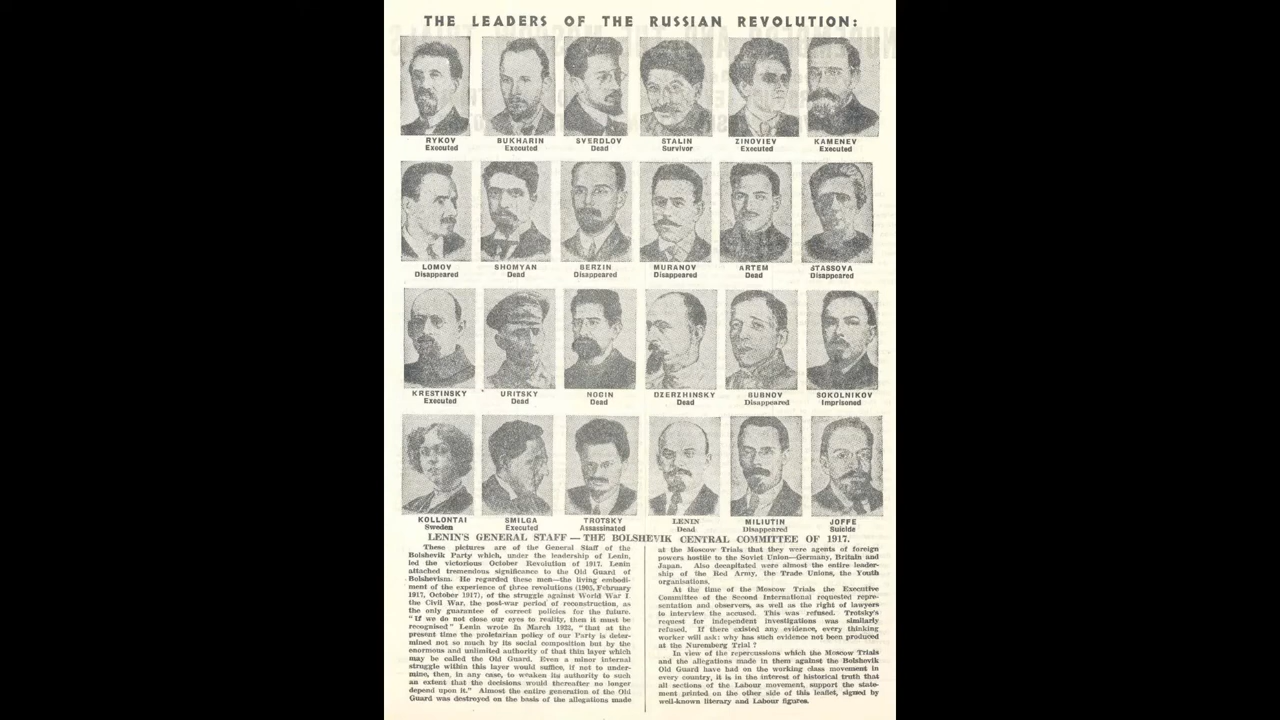 THE LEADERS OF THE RUSSIAN REVOLUTION:
RYKOV BUKHARIN SVERDLOV STALIN ZINOVIEV KAMENEV
Executed Executed Dead Survivor Executed Executed
LOMOV SHOMYAN BERZIN MURANOV ARTEM STASSOVA
Disappeared Dead Disappeared Disappeared Dead Disappeared
KRESTINSKY URITSKY NOGIN DZERZHINSKY BUBNOV SOKOLNIKOV
Executed Dead Dead Dead Disappeared Imprisoned
KOLLONTAI SMILGA TROTSKY LENIN MILIUTIN JOFFE
Sweden Executed Assassinated Dead Disappeared Suicide
LENIN'S GENERAL STAFF — THE BOLSHEVIK CENTRAL COMMITTEE OF 1917.
These pictures are of the General Staff of the
Bolshevik Party which, under the leadership of Lenin,
led the victorious October Revolution of 1917. Lenin
attached tremendous significance to the Old Guard of
Bolshevism. He regarded these men—the living embodi-
ment of the experience of three revolutions (1905, February
1917, October 1917), of the struggle against World War I.
the Civil War, the post-war period of reconstruction, as
the only guarantee of correct policies for the future.
"If we do not close our eyes to reality, then it must be
recognised" Lenin wrote in March 1922, "that at the
present time the proletarian policy of our Party is deter-
mined not so much by its social composition but by the
enormous and unlimited authority of that thin layer which
may be called the Old Guard. Even a minor internal
struggle within this layer would suffice, if not to under-
mine, then, in any case, to weaken its authority to such
an extent that the decisions would thereafter no longer
depend upon it." Almost the entire generation of the Old
Guard was destroyed on the basis of the allegations made
at the Moscow Trials that they were agents of foreign
powers hostile to the Soviet Union—Germany, Britain and
Japan. Also decapitated were almost the entire leader-
ship of the Red Army, the Trade Unions, the Youth
organisations.
At the time of the Moscow Trials the Executive
Committee of the Second International requested repre-
sentation and observers, as well as the right of lawyers
to interview the accused. This was refused. Trotsky's
request for independent investigations was similarly
refused. If there existed any evidence, every thinking
worker will ask: why has such evidence not been produced
at the Nuremberg Trial ?
In view of the repercussions which the Moscow Trials
and the allegations made in them against the Bolshevik
Old Guard have had on the working class movement in
every country, it is in the interest of historical truth that
all sections of the Labour movement, support the state-
ment printed on the other side of this leaflet, signed by
well-known literary and Labour figures.